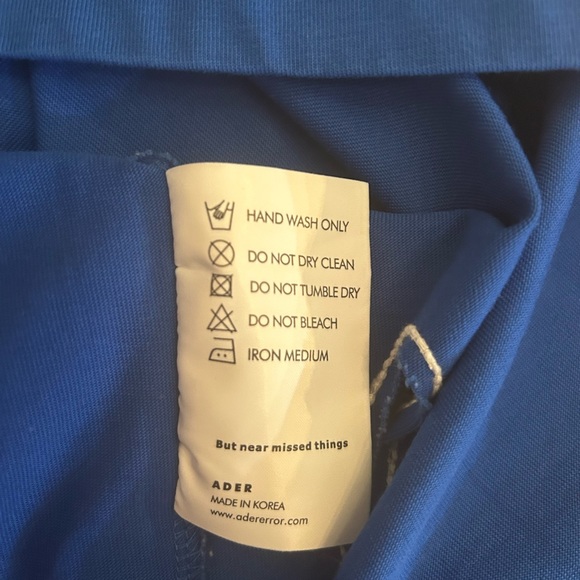 HAND WASH ONLY
DO NOT DRY CLEAN
DO NOT TUMBLE DRY
DO NOT BLEACH
IRON MEDIUM
But near missed things
ADER
MADE IN KOREA
www.adererror.com